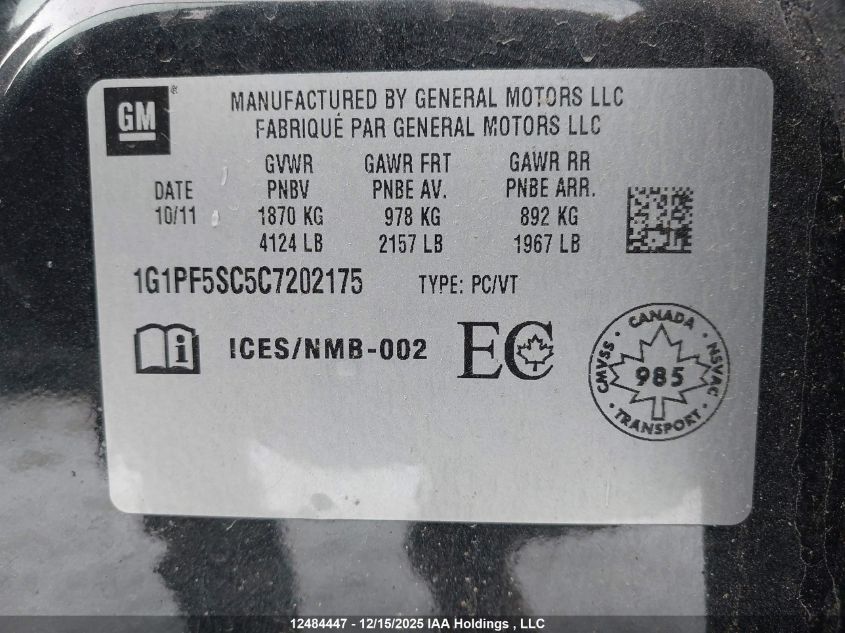 GM®
MANUFACTURED BY GENERAL MOTORS LLC
FABRIQUÉ PAR GENERAL MOTORS LLC
GVWR GAWR FRT GAWR RR
DATE PNBV PNBE AV. PNBE ARR.
10/11 1870 KG 978 KG 892 KG
4124 LB 2157 LB 1967 LB
1G1PF5SC5C7202175 TYPE: PC/VT
i ICES/NMB-002 EC
CANADA
CMVSS 985 NSVAC
TRANSPORT
12484447 - 12/15/2025 IAA Holdings , LLC